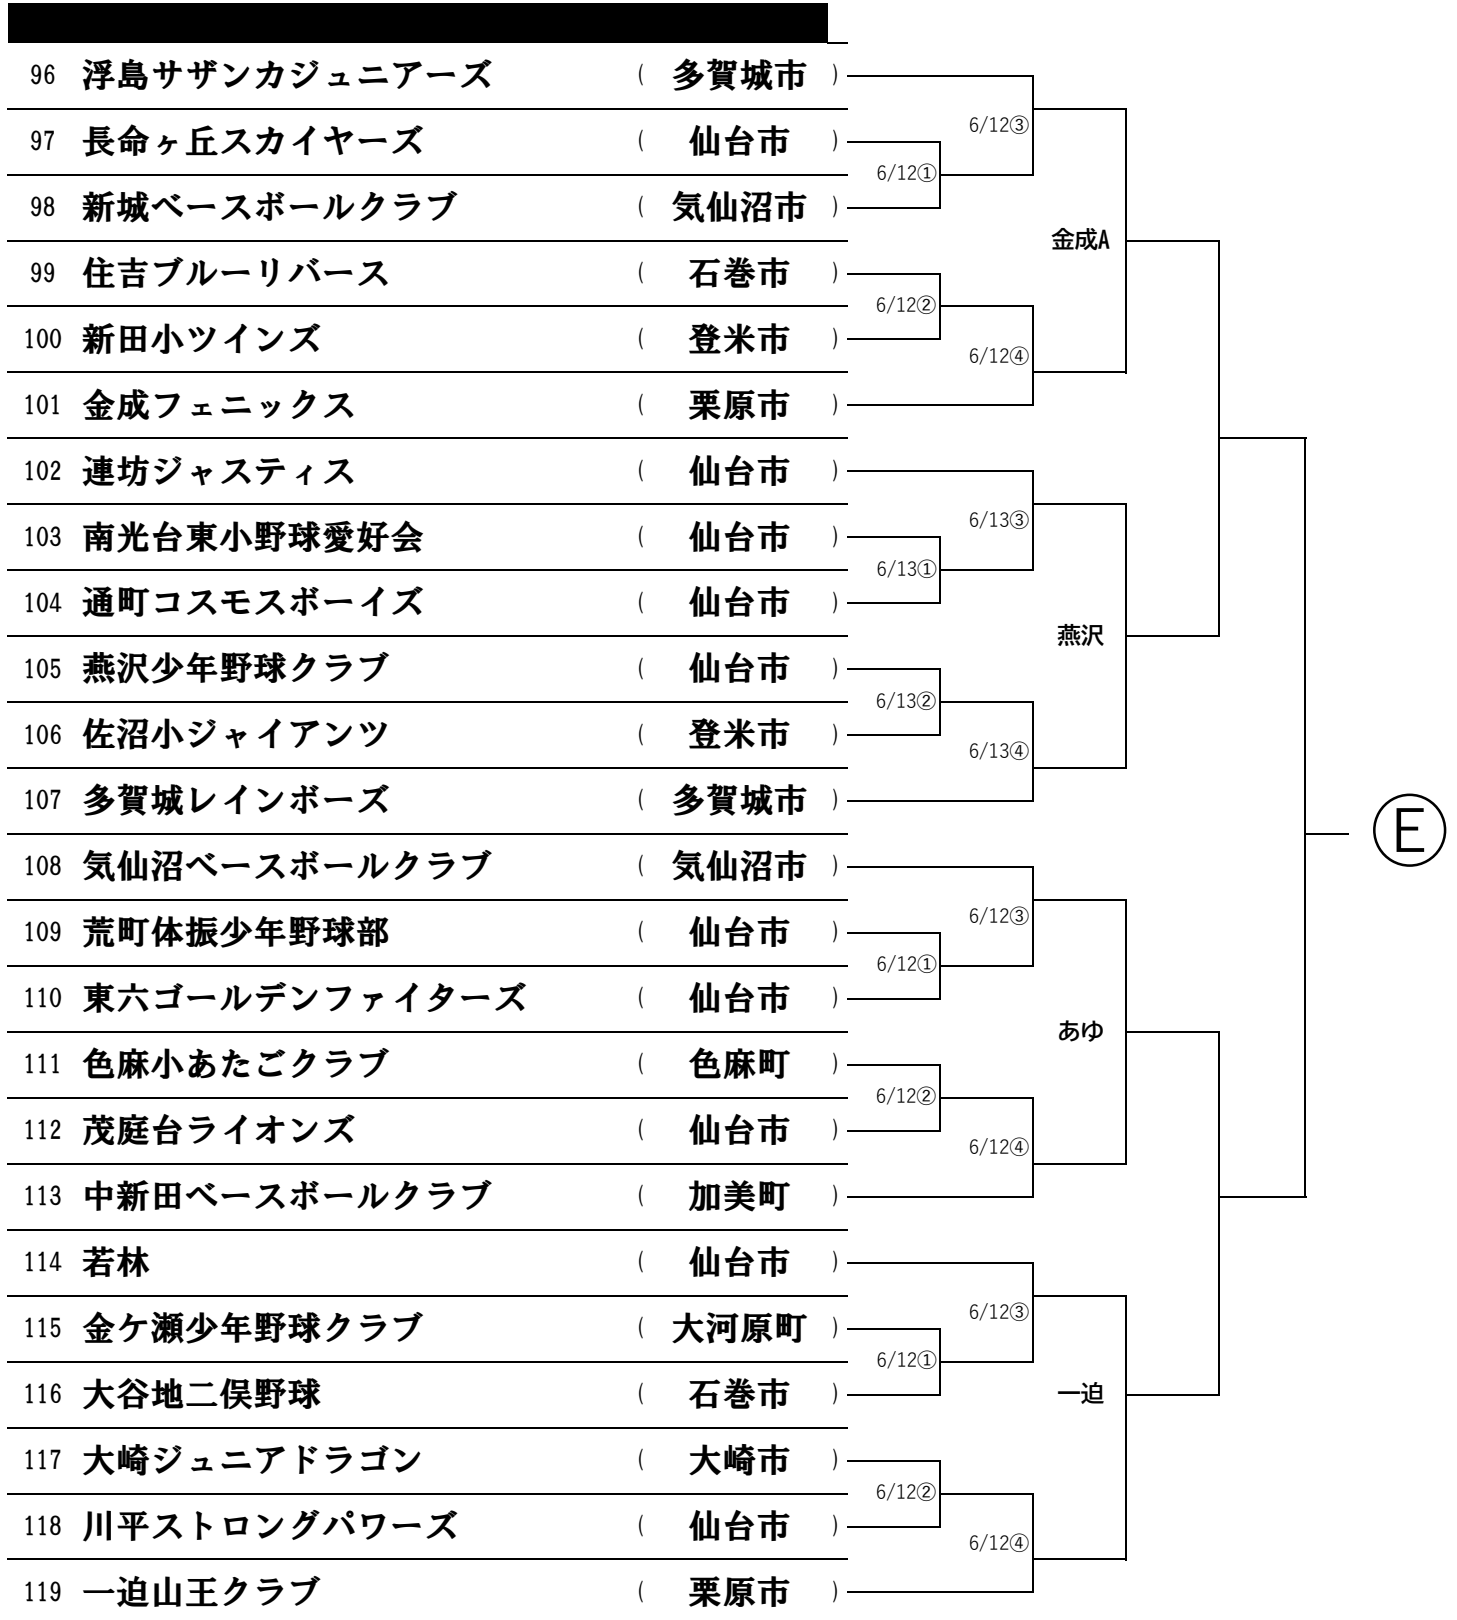 96 浮島サザンカジュニアーズ ( 多賀城市 )
97 長命ヶ丘スカイヤーズ ( 仙台市 )
98 新城ベースボールクラブ ( 気仙沼市 )
99 住吉ブルーリバース ( 石巻市 )
100 新田小ツインズ ( 登米市 )
101 金成フェニックス ( 栗原市 )
102 連坊ジャスティス ( 仙台市 )
103 南光台東小野球愛好会 ( 仙台市 )
104 通町コスモスボーイズ ( 仙台市 )
105 燕沢少年野球クラブ ( 仙台市 )
106 佐沼小ジャイアンツ ( 登米市 )
107 多賀城レインボーズ ( 多賀城市 )
108 気仙沼ベースボールクラブ ( 気仙沼市 )
109 荒町体振少年野球部 ( 仙台市 )
110 東六ゴールデンファイターズ ( 仙台市 )
111 色麻小あたごクラブ ( 色麻町 )
112 茂庭台ライオンズ ( 仙台市 )
113 中新田ベースボールクラブ ( 加美町 )
114 若林 ( 仙台市 )
115 金ケ瀬少年野球クラブ ( 大河原町 )
116 大谷地二俣野球 ( 石巻市 )
117 大崎ジュニアドラゴン ( 大崎市 )
118 川平ストロングパワーズ ( 仙台市 )
119 一迫山王クラブ ( 栗原市 )
6/12③
6/12①
金成A
6/12②
6/12④
6/13③
6/13①
燕沢
6/13②
6/13④
Ⓔ
6/12③
6/12①
あゆ
6/12②
6/12④
6/12③
6/12①
一迫
6/12②
6/12④